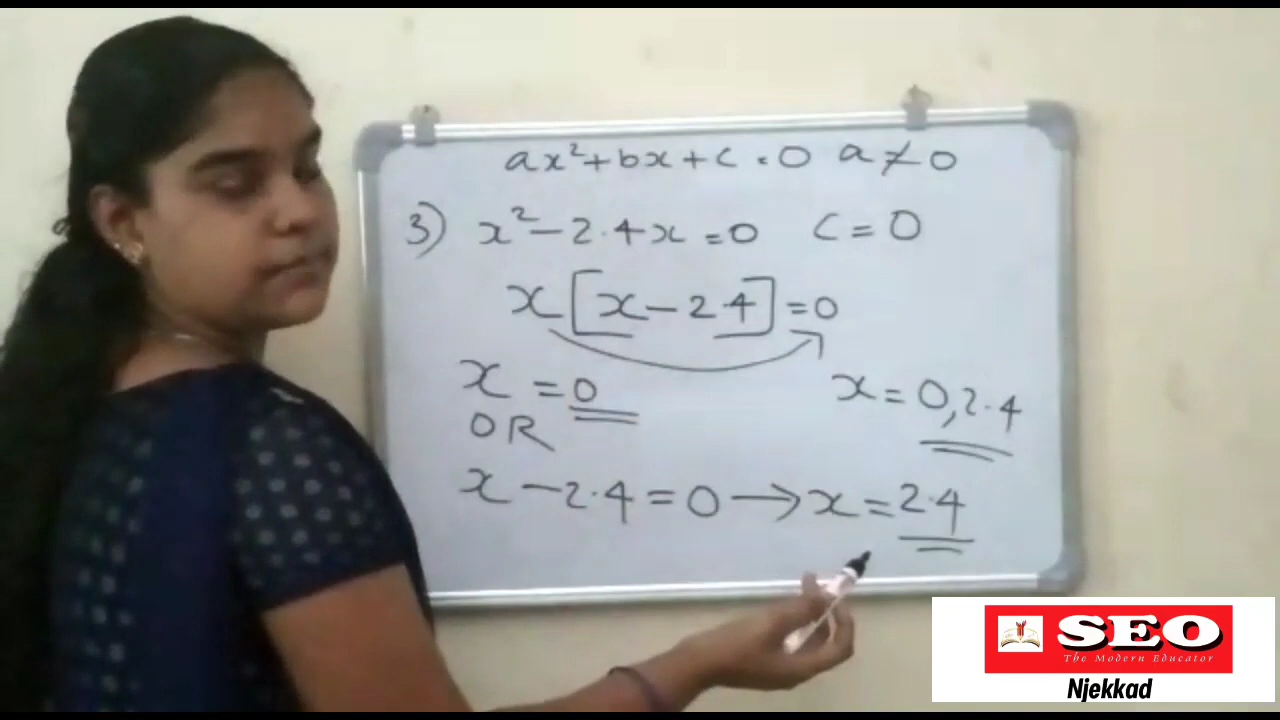 ax²+bx+c=0 a≠0
3) x²-2.4x=0 c=0
x[x-2 4]=0
x=0
x=0,2.4
OR
x-2.4=0→x=2.4
SEO
The Modern Educator
Njekkad